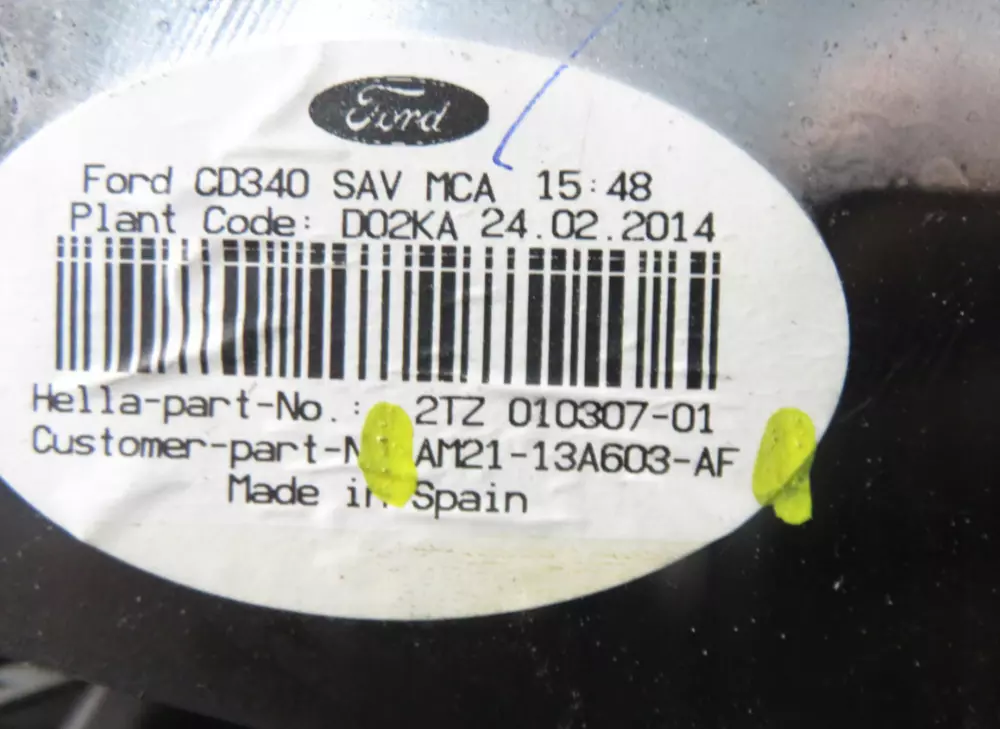 Ford
Ford CD340 SAV MCA 15:48
Plant Code: D02KA 24.02.2014
Hella-part-No.: 2TZ 010307-01
Customer-part-N AM21-13A603-AF
Made in Spain